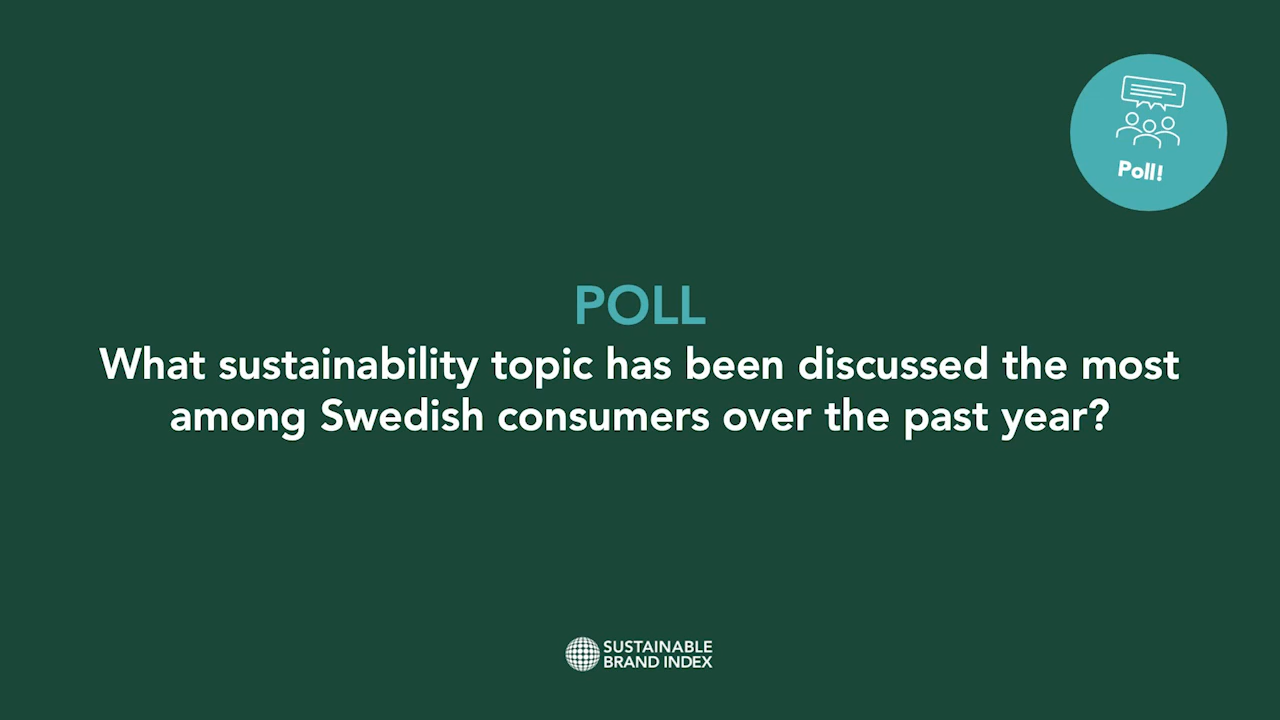 Poll!
POLL
What sustainability topic has been discussed the most
among Swedish consumers over the past year?
SUSTAINABLE
BRAND INDEX